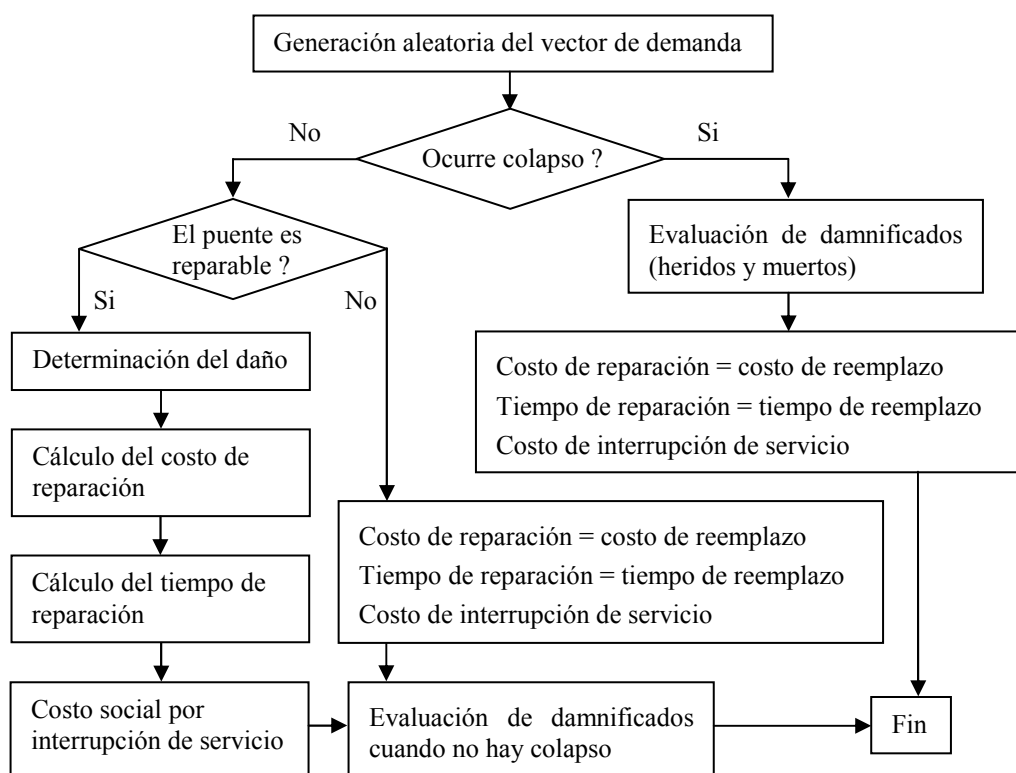 Generación aleatoria del vector de demanda
No
Si
Ocurre colapso ?
El puente es
reparable ?
Evaluación de damnificados
(heridos y muertos)
Si
No
Determinación del daño
Costo de reparación = costo de reemplazo
Tiempo de reparación = tiempo de reemplazo
Costo de interrupción de servicio
Cálculo del costo de
reparación
Costo de reparación = costo de reemplazo
Tiempo de reparación = tiempo de reemplazo
Costo de interrupción de servicio
Cálculo del tiempo de
reparación
Costo social por
interrupción de servicio
Evaluación de damnificados
cuando no hay colapso
Fin